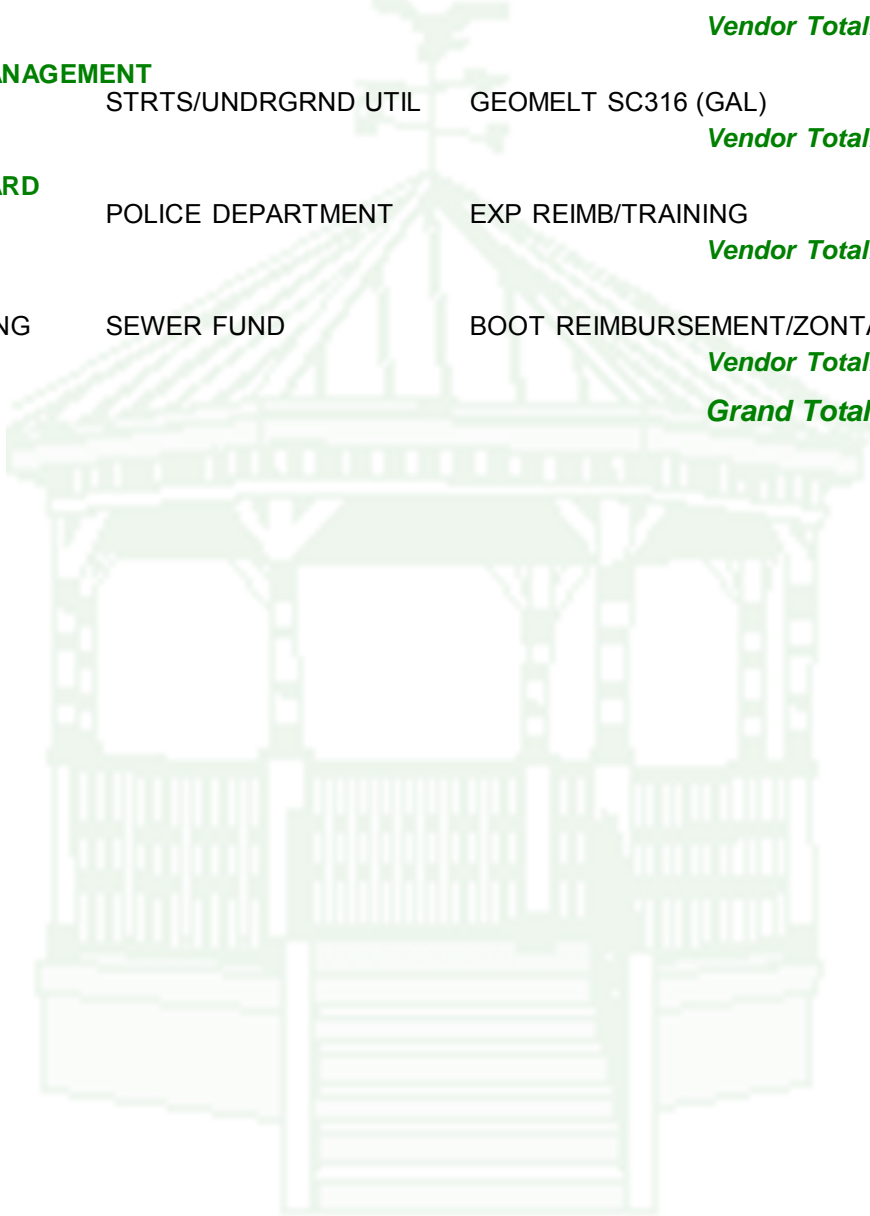 Vendor Total
ANAGEMENT
STRTS/UNDRGRND UTIL GEOMELT SC316 (GAL)
Vendor Total
ARD
POLICE DEPARTMENT EXP REIMB/TRAINING
Vendor Total
NG SEWER FUND BOOT REIMBURSEMENT/ZONTA
Vendor Total
Grand Total